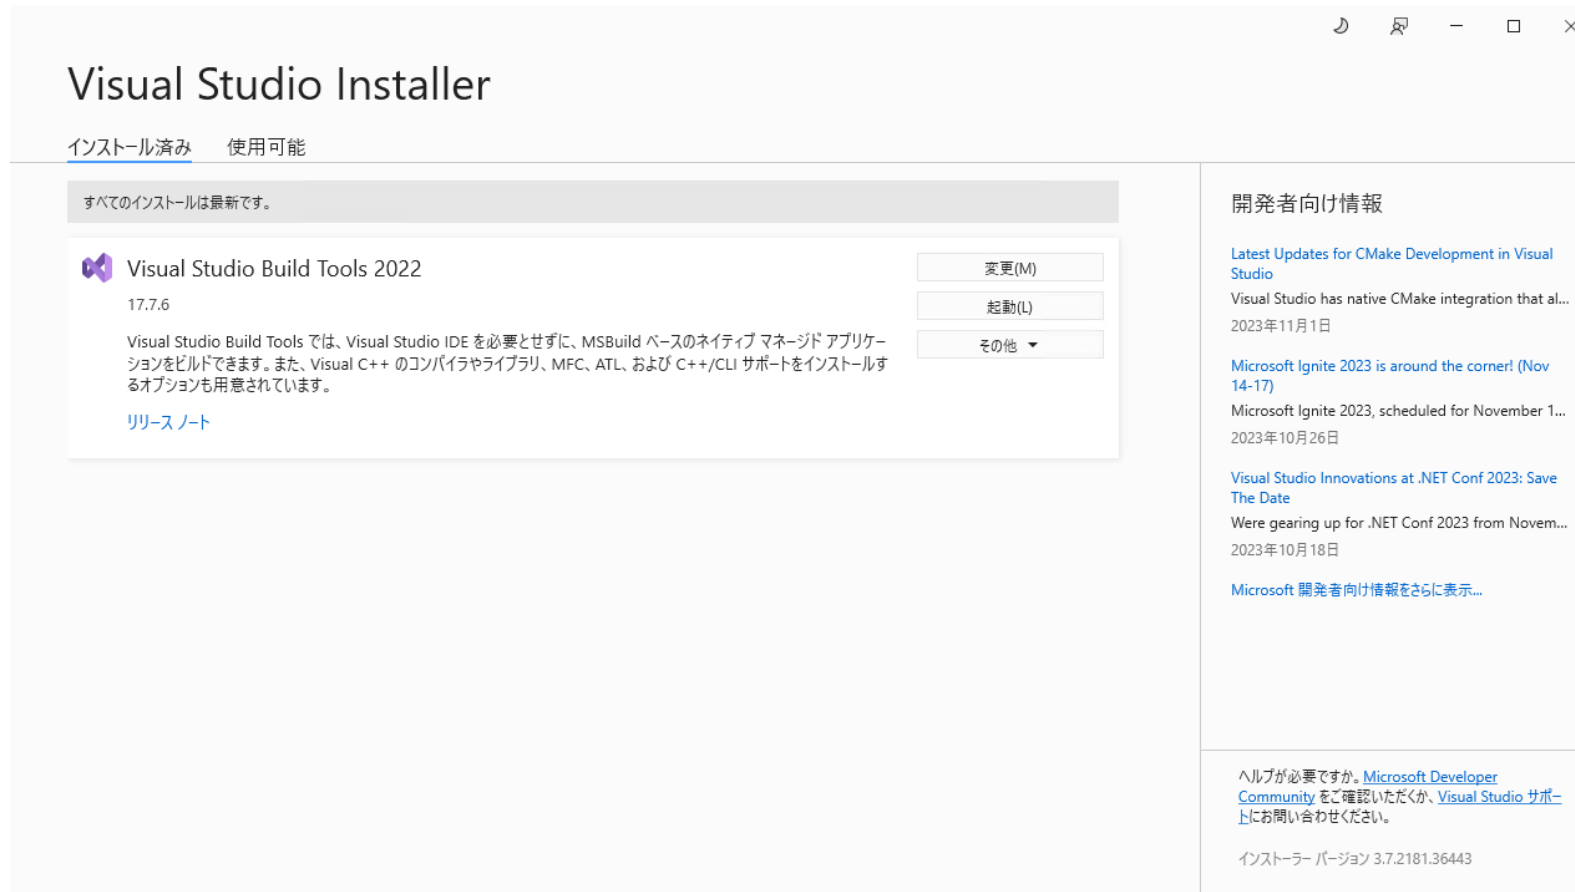 Visual Studio Installer
インストール済み 使用可能
すべてのインストールは最新です。
Visual Studio Build Tools 2022
17.7.6
Visual Studio Build Tools では、Visual Studio IDE を必要とせずに、MSBuild ベースのネイティブ マネージド アプリケー
ションをビルドできます。また、Visual C++ のコンパイラやライブラリ、MFC、ATL、および C++/CLI サポートをインストールす
るオプションも用意されています。
リリース ノート
変更(M)
起動(L)
その他
開発者向け情報
Latest Updates for CMake Development in Visual
Studio
Visual Studio has native CMake integration that al...
2023年11月1日
Microsoft Ignite 2023 is around the corner! (Nov
14-17)
Microsoft Ignite 2023, scheduled for November 1...
2023年10月26日
Visual Studio Innovations at .NET Conf 2023: Save
The Date
Were gearing up for .NET Conf 2023 from Novem...
2023年10月18日
Microsoft 開発者向け情報をさらに表示...
ヘルプが必要ですか。Microsoft Developer
Community をご確認いただくか、Visual Studio サポー
トにお問い合わせください。
インストーラー バージョン 3.7.2181.36443